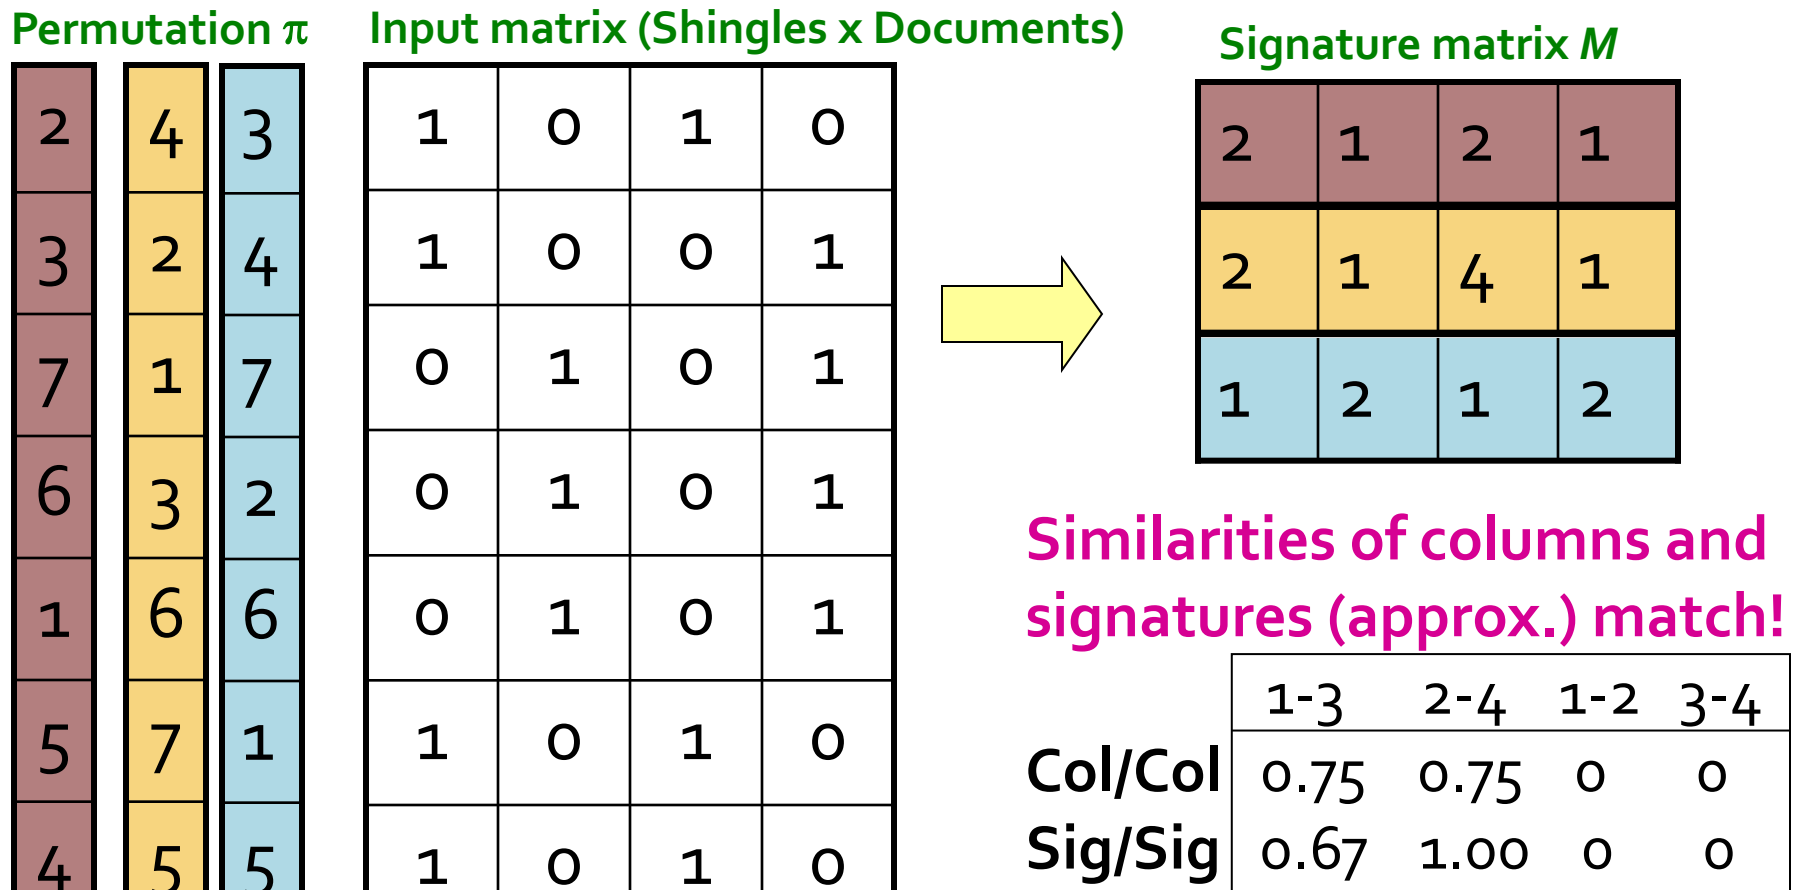 Permutation π
Input matrix (Shingles x Documents)
Signature matrix M
2 4 3 1 0 1 0
3 2 4 1 0 0 1
7 1 7 0 1 0 1
6 3 2 0 1 0 1
1 6 6 0 1 0 1
5 7 1 1 0 1 0
4 5 5 1 0 1 0
2 1 2 1
2 1 4 1
1 2 1 2
Similarities of columns and
signatures (approx.) match!
1-3 2-4 1-2 3-4
Col/Col 0.75 0.75 0 0
Sig/Sig 0.67 1.00 0 0